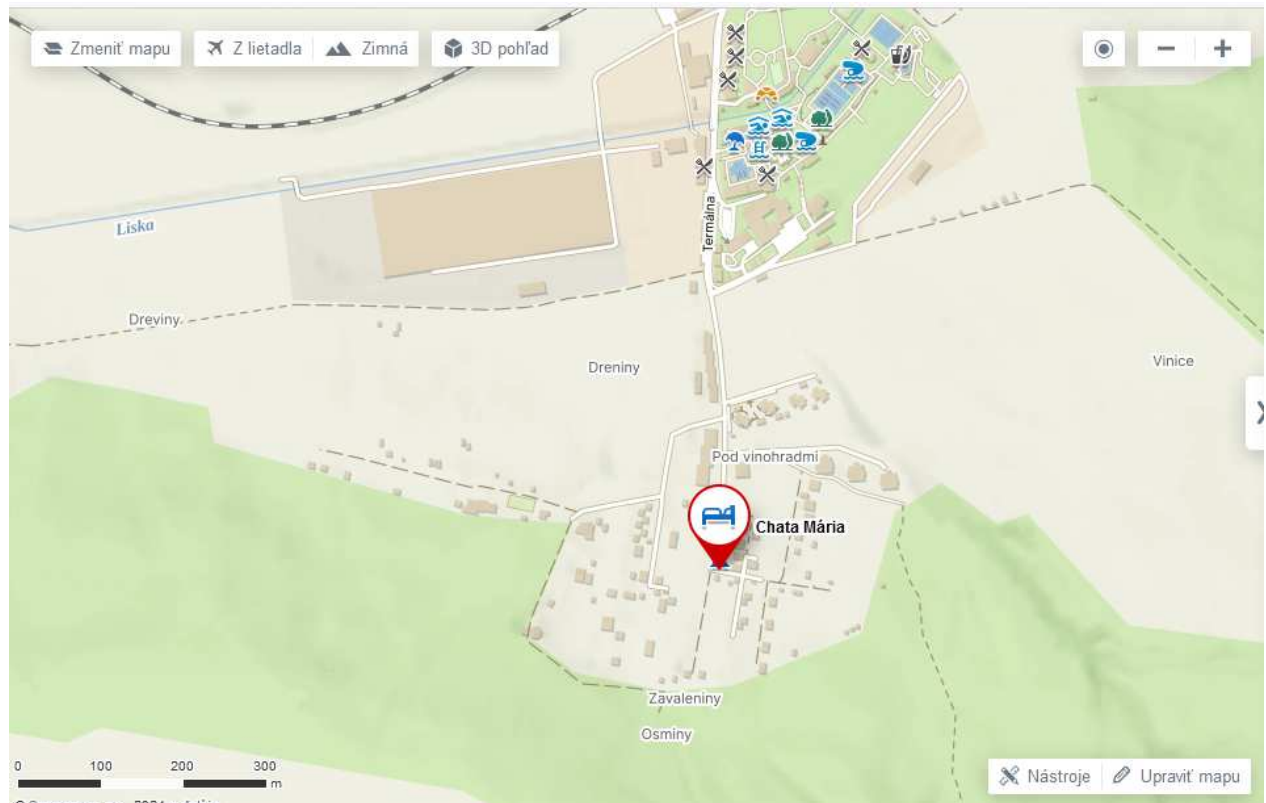 Zmeniť mapu
Z lietadla
Zimná
3D pohľad
Liska
Termálna
Dreviny
Dreniny
Vinice
Pod vinohradmi
Chata Mária
Zavaleniny
Osminy
0 100 200 300
m
Nástroje
Upraviť mapu